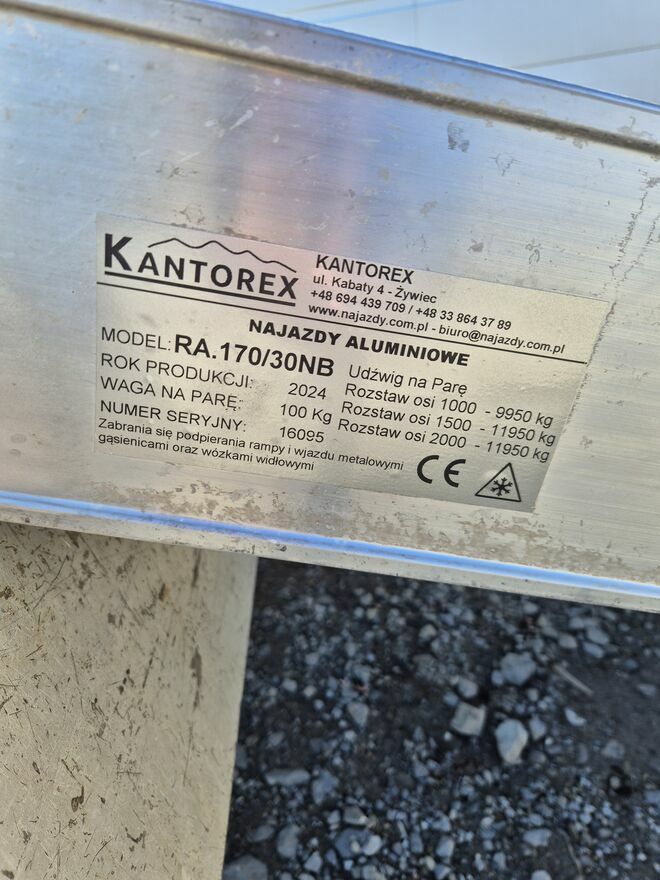 KANTOREX
KANTOREX
ul. Kabaty 4 - Żywiec
+48 694 439 709 / +48 33 864 37 89
www.najazdy.com.pl - biuro@najazdy.com.pl
NAJAZDY ALUMINIOWE
MODEL: RA.170/30NB
ROK PRODUKCJI: 2024
WAGA NA PARĘ: 100 Kg
NUMER SERYJNY: 16095
Udźwig na Parę
Rozstaw osi 1000 - 9950 kg
Rozstaw osi 1500 - 11950 kg
Rozstaw osi 2000 - 11950 kg
Zabrania się podpierania rampy i wjazdu metalowymi
gąsienicami oraz wózkami widłowymi
CE